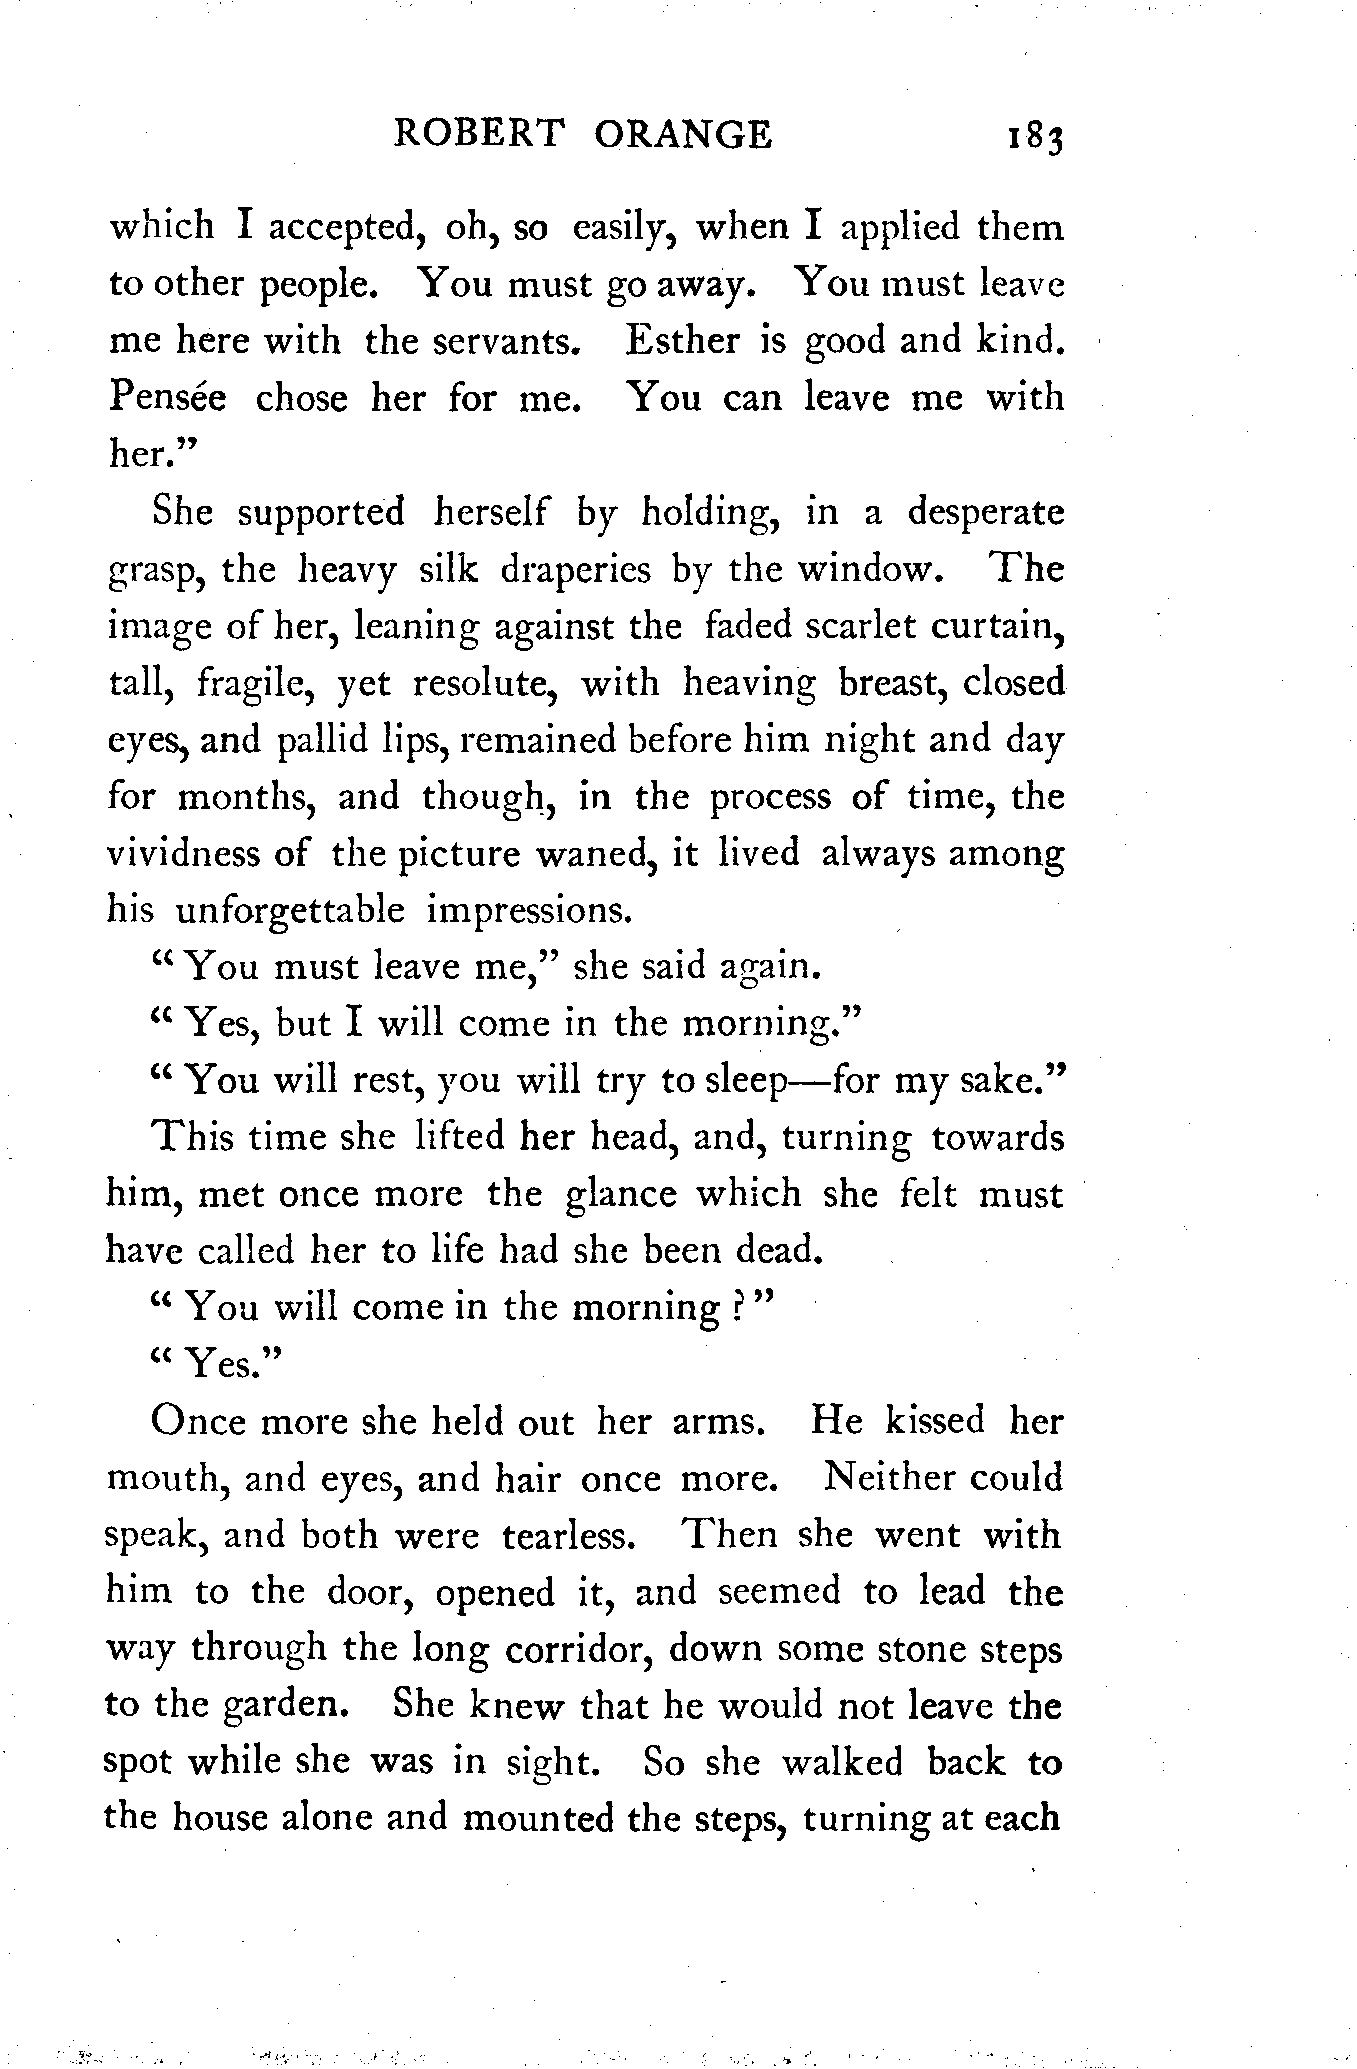 ROBERT ORANGE 183
which I accepted, oh, so easily, when I applied them
to other people. You must go away. You must leave
me here with the servants. Esther is good and kind.
Pensée chose her for me. You can leave me with
her.”
She supported herself by holding, in a desperate
grasp, the heavy silk draperies by the window. The
image of her, leaning against the faded scarlet curtain,
tall, fragile, yet resolute, with heaving breast, closed
eyes, and pallid lips, remained before him night and day
for months, and though, in the process of time, the
vividness of the picture waned, it lived always among
his unforgettable impressions.
“You must leave me,” she said again.
“Yes, but I will come in the morning.”
“You will rest, you will try to sleep—for my sake.”
This time she lifted her head, and, turning towards
him, met once more the glance which she felt must
have called her to life had she been dead.
“You will come in the morning?”
“Yes.”
Once more she held out her arms. He kissed her
mouth, and eyes, and hair once more. Neither could
speak, and both were tearless. Then she went with
him to the door, opened it, and seemed to lead the
way through the long corridor, down some stone steps
to the garden. She knew that he would not leave the
spot while she was in sight. So she walked back to
the house alone and mounted the steps, turning at each